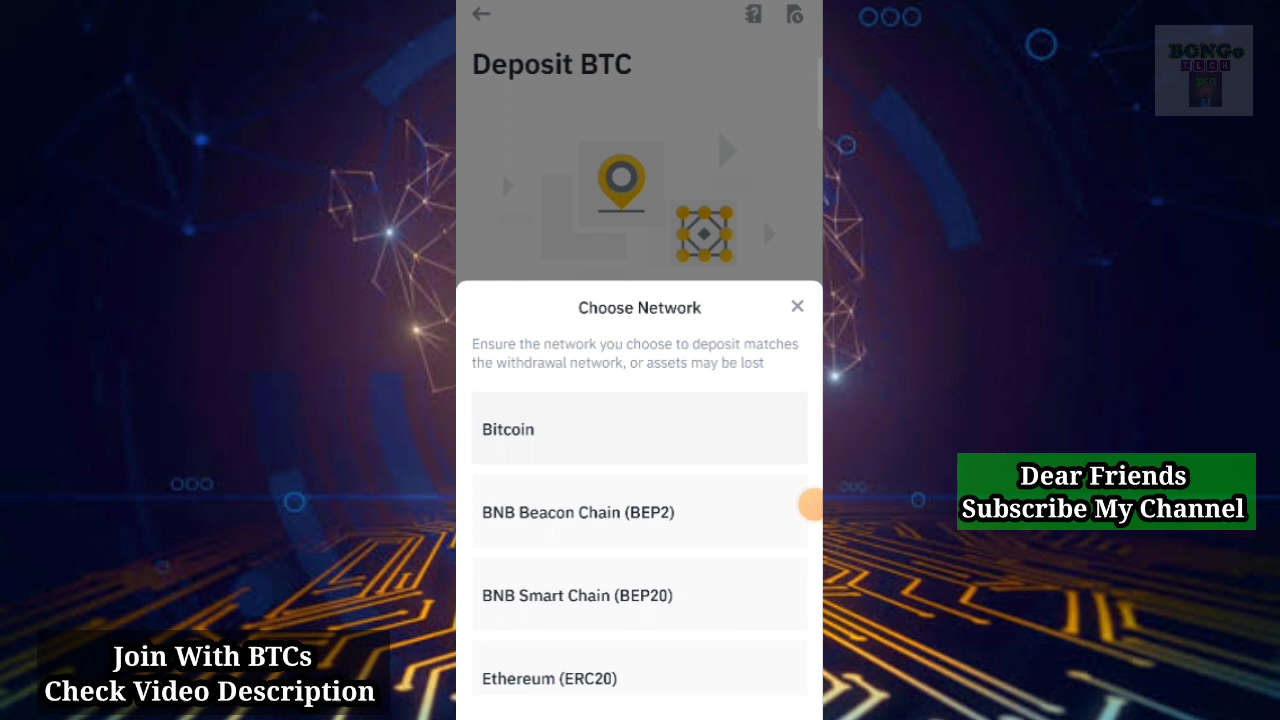 Deposit BTC
BONGo
TECH
Choose Network
Ensure the network you choose to deposit matches
the withdrawal network, or assets may be lost
Bitcoin
BNB Beacon Chain (BEP2)
BNB Smart Chain (BEP20)
Ethereum (ERC20)
Dear Friends
Subscribe My Channel
Join With BTCs
Check Video Description